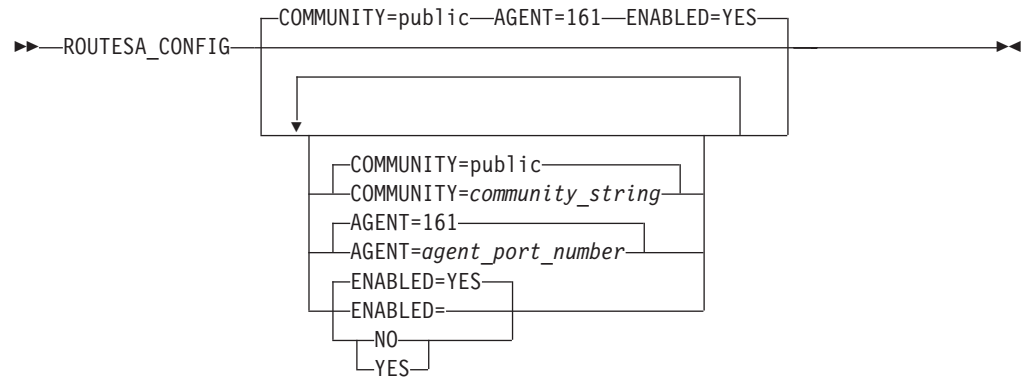 COMMUNITY=public AGENT=161 ENABLED=YES
ROUTESA_CONFIG
COMMUNITY=public
COMMUNITY=community_string
AGENT=161
AGENT=agent_port_number
ENABLED=YES
ENABLED=
NO
YES